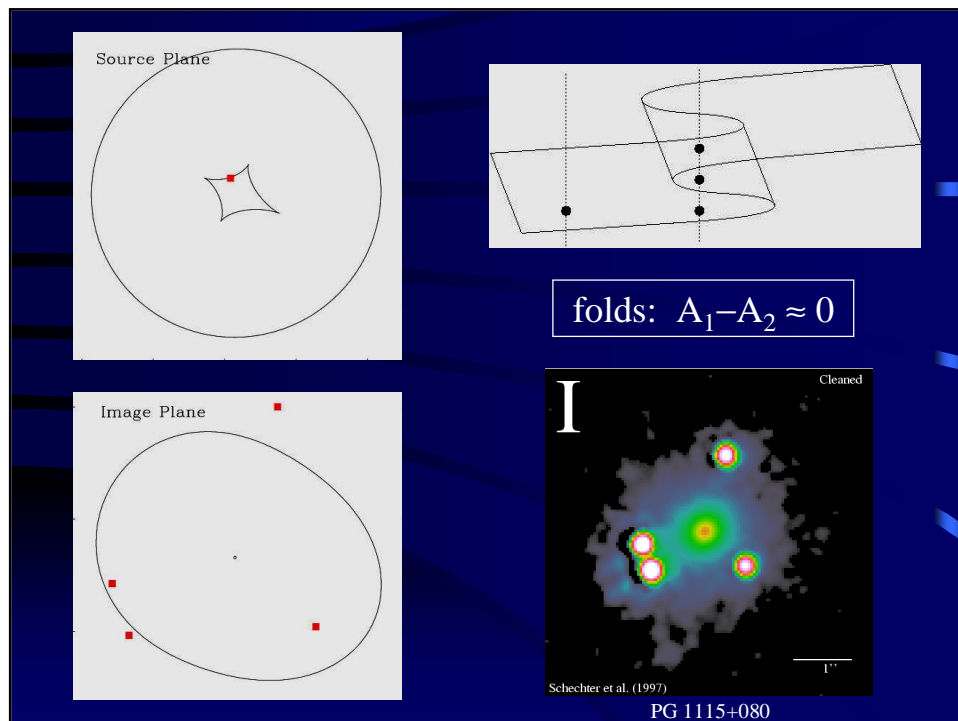 Source Plane
folds: A₁−A₂ ≈ 0
Image Plane
I
Cleaned
1’’
Schechter et al. (1997)
PG 1115+080